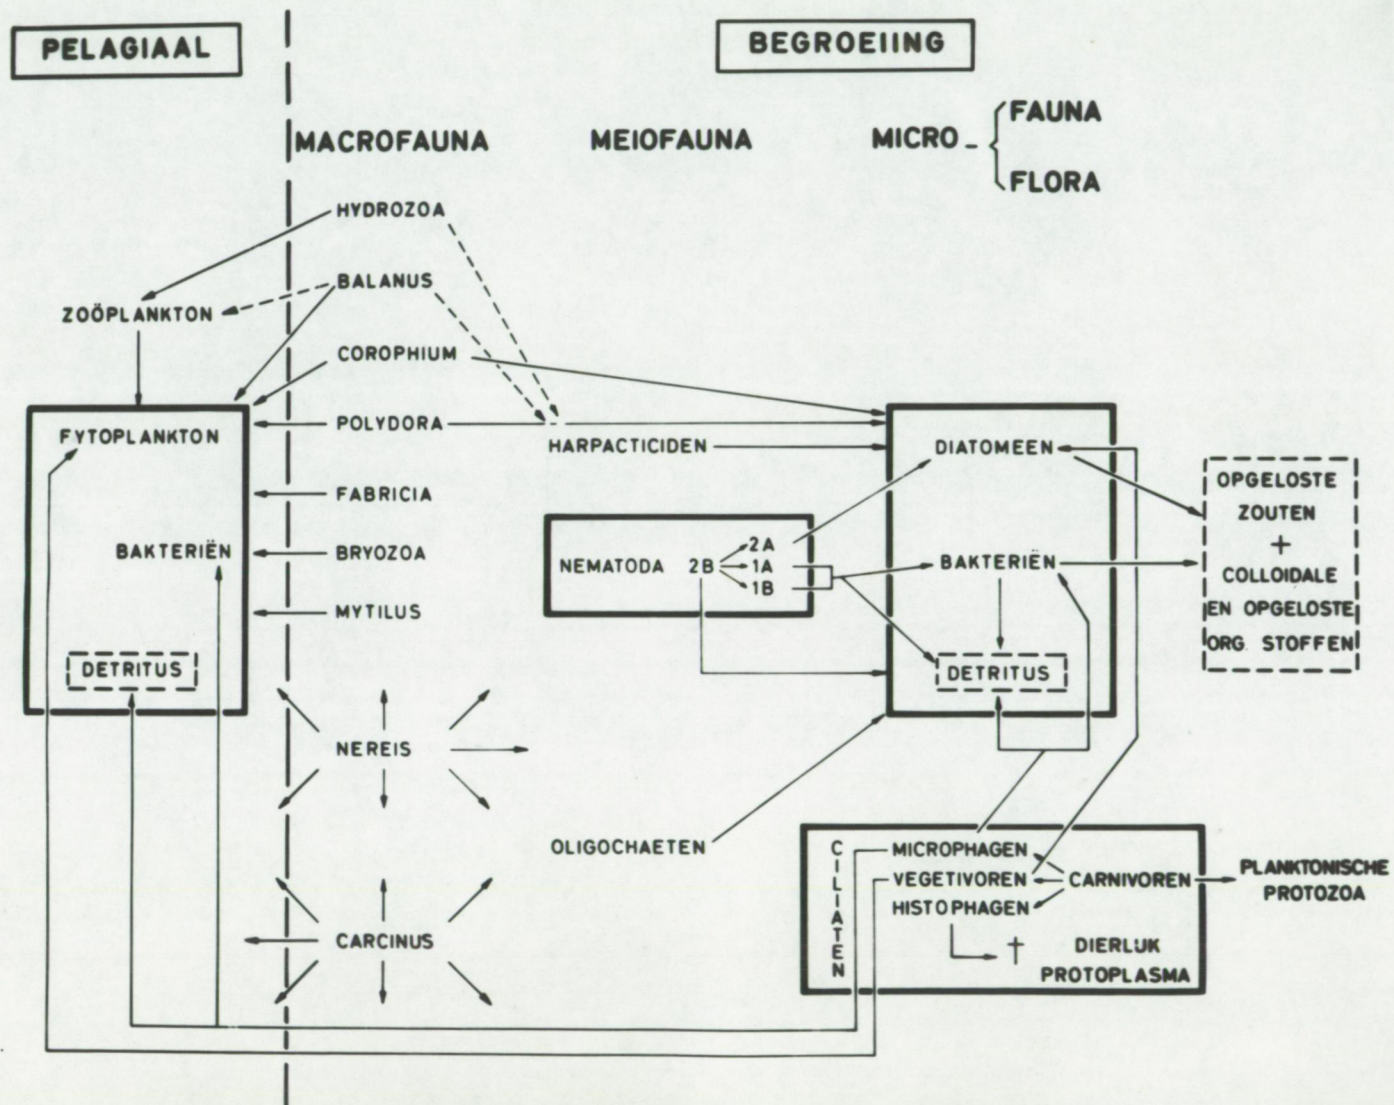 PELAGIAAL
BEGROEIING
MACROFAUNA
MEIOFAUNA
MICRO -
FAUNA
FLORA
HYDROZOA
BALANUS
ZOÖPLANKTON
COROPHIUM
POLYDORA
FYTOPLANKTON
HARPACTICIDEN
DIATOMEEN
FABRICIA
BAKTERIËN
BRYOZOA
MYTILUS
NEMATODA 2B
2A
1A
1B
BAKTERIËN
OPGELOSTE
ZOUTEN
+
COLLOIDALE
EN OPGELOSTE
ORG. STOFFEN
DETRITUS
DETRITUS
NEREIS
OLIGOCHAETEN
CARCINUS
CILIATEN
MICROPHAGEN
VEGETIVOREN
HISTOPHAGEN
CARNIVOREN
PLANKTONISCHE
PROTOZOA
† DIERLIJK
PROTOPLASMA